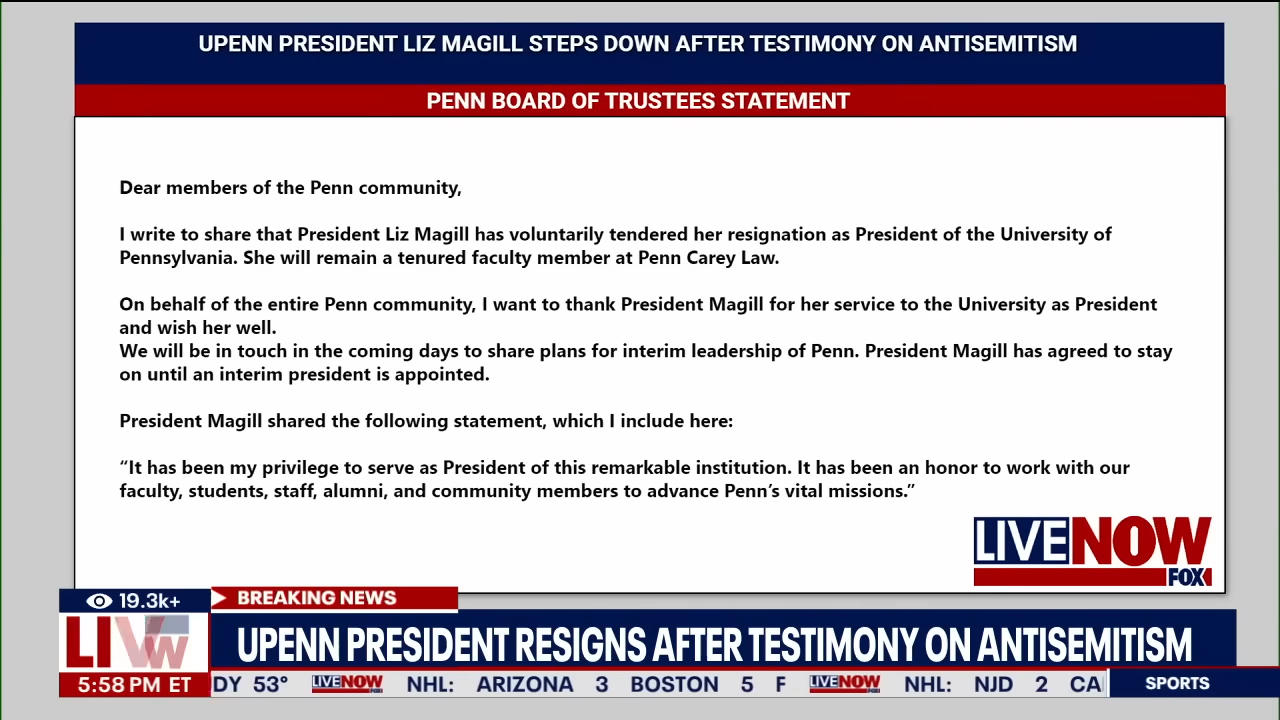 UPENN PRESIDENT LIZ MAGILL STEPS DOWN AFTER TESTIMONY ON ANTISEMITISM
PENN BOARD OF TRUSTEES STATEMENT
Dear members of the Penn community,
I write to share that President Liz Magill has voluntarily tendered her resignation as President of the University of
Pennsylvania. She will remain a tenured faculty member at Penn Carey Law.
On behalf of the entire Penn community, I want to thank President Magill for her service to the University as President
and wish her well.
We will be in touch in the coming days to share plans for interim leadership of Penn. President Magill has agreed to stay
on until an interim president is appointed.
President Magill shared the following statement, which I include here:
“It has been my privilege to serve as President of this remarkable institution. It has been an honor to work with our
faculty, students, staff, alumni, and community members to advance Penn’s vital missions.”
LIVENOW
FOX
19.3k+
BREAKING NEWS
UPENN PRESIDENT RESIGNS AFTER TESTIMONY ON ANTISEMITISM
5:58 PM ET
DY 53° LIVENOW FOX NHL: ARIZONA 3 BOSTON 5 F LIVENOW FOX NHL: NJD 2 CA
SPORTS